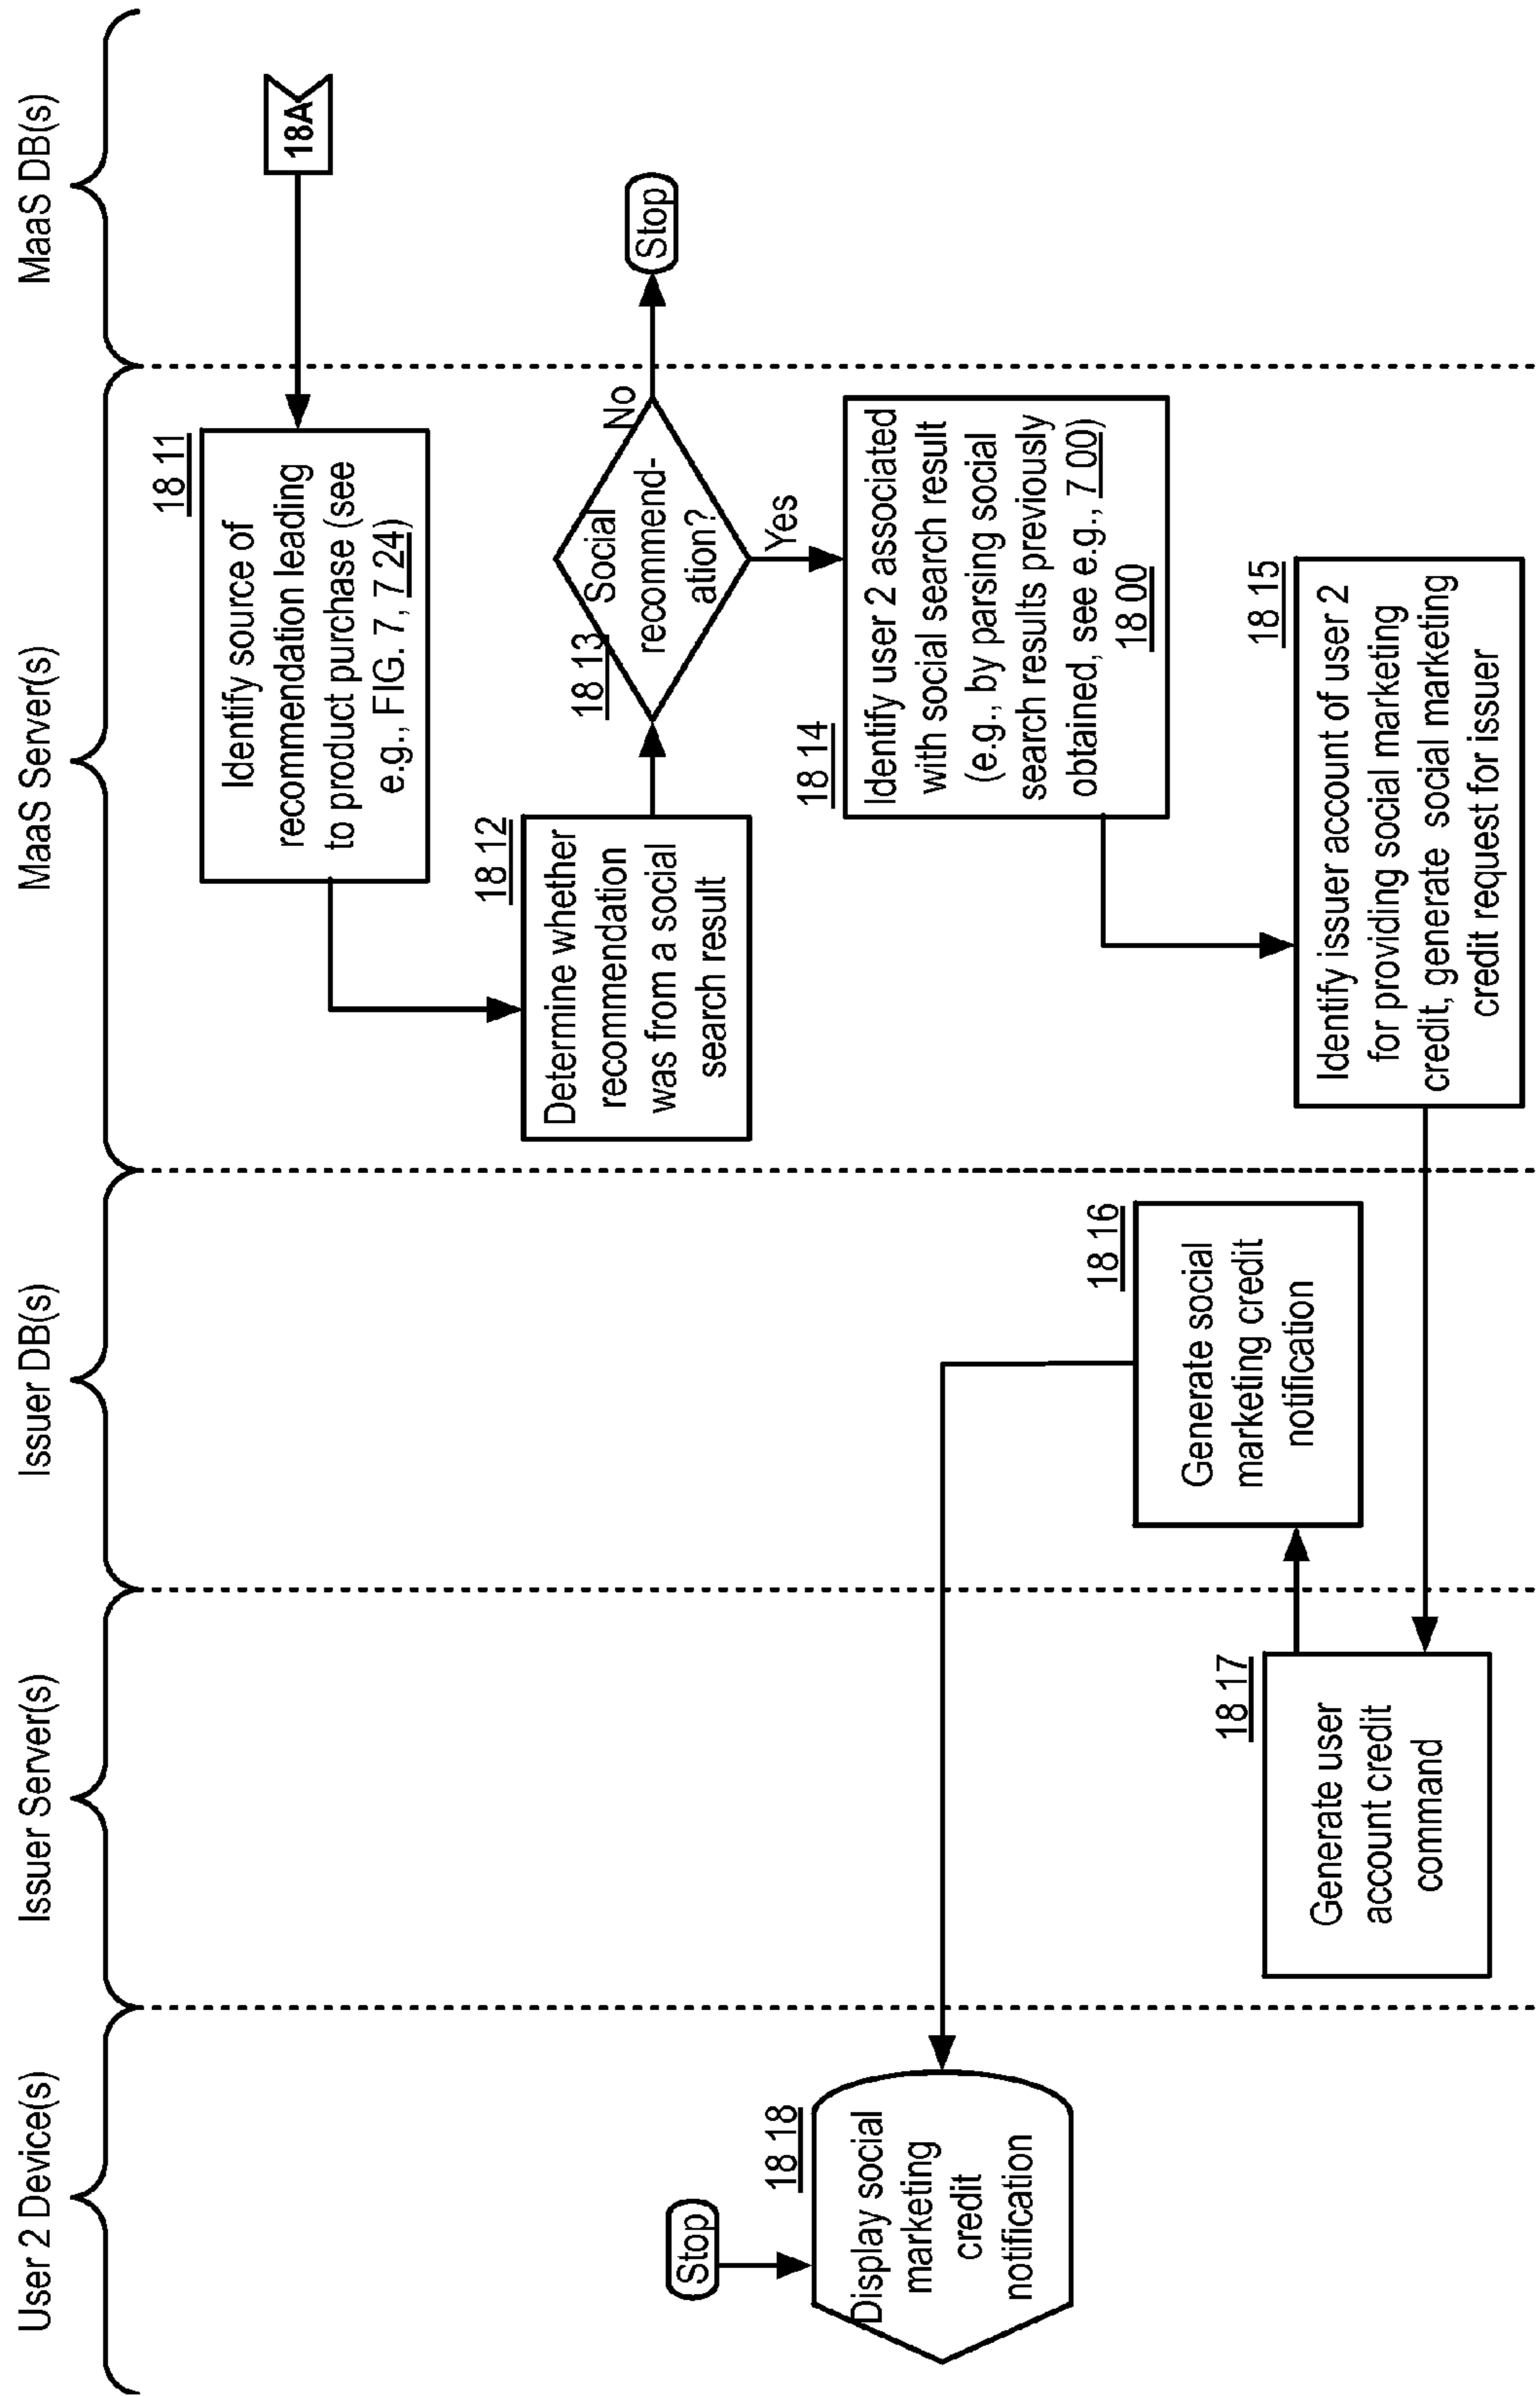 User 2 Device(s)
Issuer Server(s)
Issuer DB(s)
MaaS Server(s)
MaaS DB(s)
18A
18 11
Identify source of
recommendation leading
to product purchase (see
e.g., FIG. 7, 7 24)
18 12
Determine whether
recommendation
was from a social
search result
18 13
Social
recommend-
ation?
No
Stop
Yes
18 14
Identify user 2 associated
with social search result
(e.g., by parsing social
search results previously
obtained, see e.g., 7 00)
18 00
18 15
Identify issuer account of user 2
for providing social marketing
credit, generate social marketing
credit request for issuer
18 16
Generate social
marketing credit
notification
18 17
Generate user
account credit
command
18 18
Display social
marketing
credit
notification
Stop